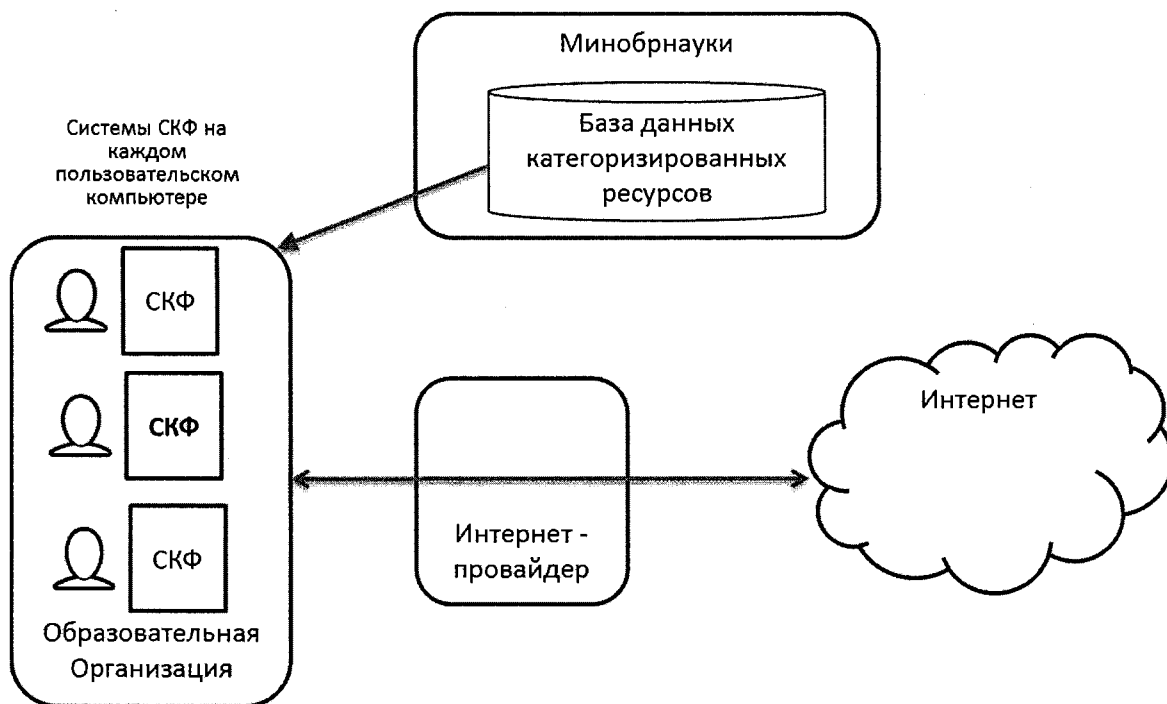 Минобрнауки
База данных
категоризированных
ресурсов
Системы СКФ на
каждом
пользовательском
компьютере
СКФ
СКФ
СКФ
Образовательная
Организация
Интернет -
провайдер
Интернет